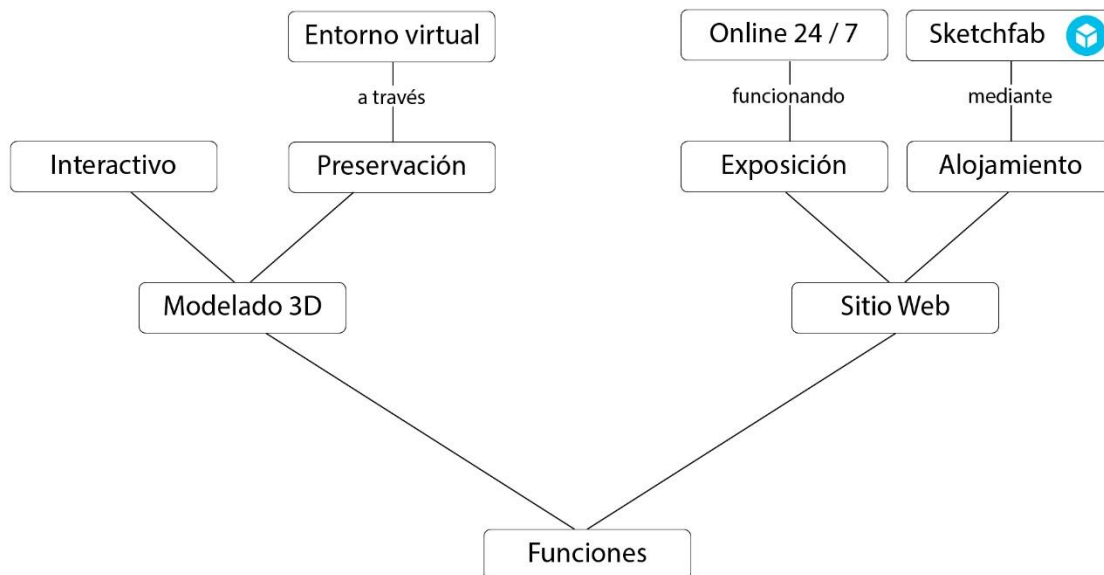 Entorno virtual
Online 24 / 7
Sketchfab
a través
funcionando
mediante
Interactivo
Preservación
Exposición
Alojamiento
Modelado 3D
Sitio Web
Funciones